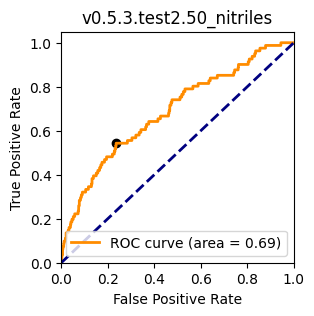 v0.5.3.test2.50_nitriles
True Positive Rate
1.0
0.8
0.6
0.4
0.2
0.0
ROC curve (area = 0.69)
0.0 0.2 0.4 0.6 0.8 1.0
False Positive Rate